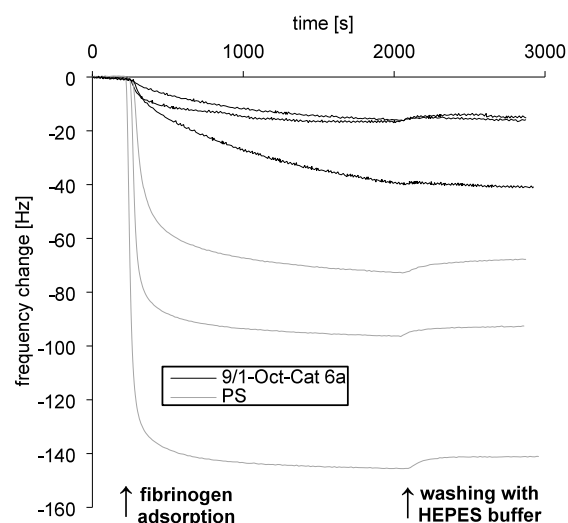 time [s]
0 1000 2000 3000
0
-20
-40
-60
-80
-100
-120
-140
-160
frequency change [Hz]
9/1-Oct-Cat 6a
PS
↑ fibrinogen
adsorption
↑ washing with
HEPES buffer